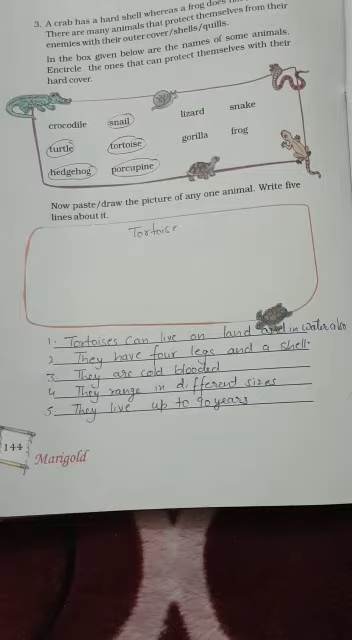 3. A crab has a hard shell whereas a frog does
There are many animals that protect themselves from their
enemies with their outer cover/shells/quills.
In the box given below are the names of some animals.
Encircle the ones that can protect themselves with their
hard cover.
crocodile snail lizard snake
turtle tortoise gorilla frog
hedgehog porcupine
Now paste/draw the picture of any one animal. Write five
lines about it.
Tortoise
1. Tortoises can live on land and in water also
2. They have four legs and a shell.
3. They are cold blooded
4. They range in different sizes
5. They live up to 90 years
144
Marigold